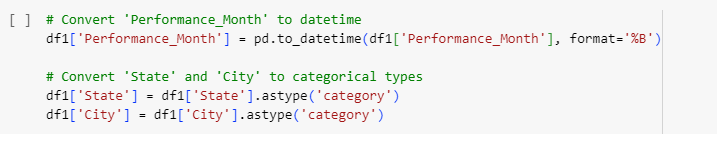 [ ] # Convert 'Performance_Month' to datetime
df1['Performance_Month'] = pd.to_datetime(df1['Performance_Month'], format='%B')
# Convert 'State' and 'City' to categorical types
df1['State'] = df1['State'].astype('category')
df1['City'] = df1['City'].astype('category')